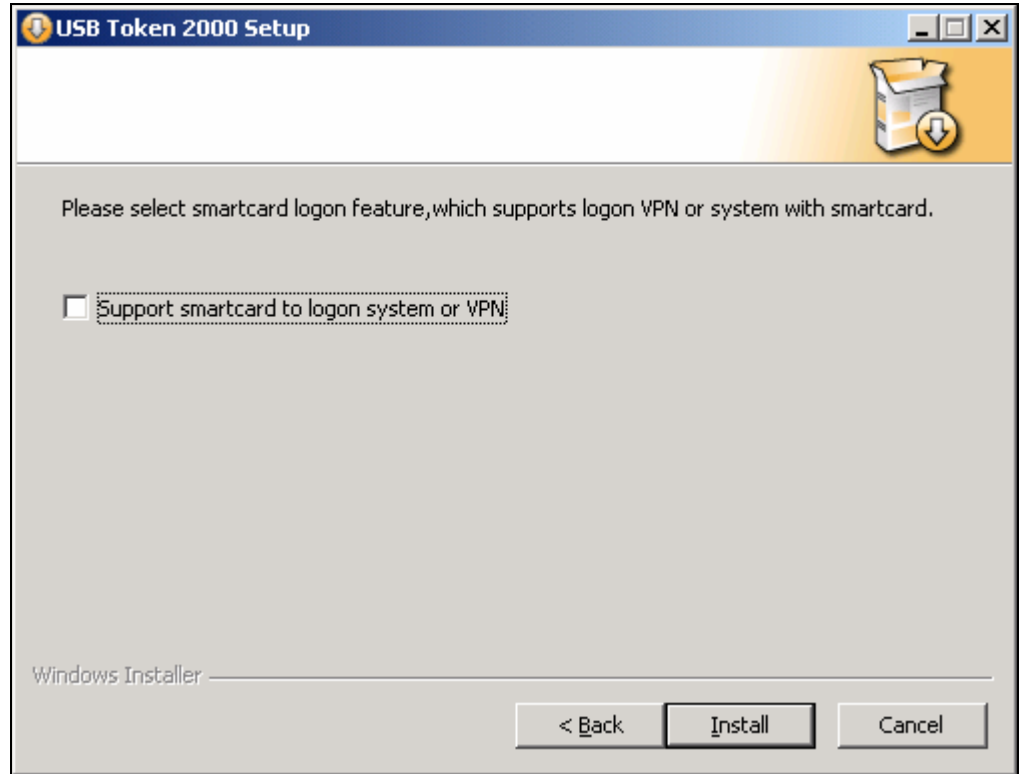 USB Token 2000 Setup
Please select smartcard logon feature,which supports logon VPN or system with smartcard.
Support smartcard to logon system or VPN
Windows Installer
< Back Install Cancel